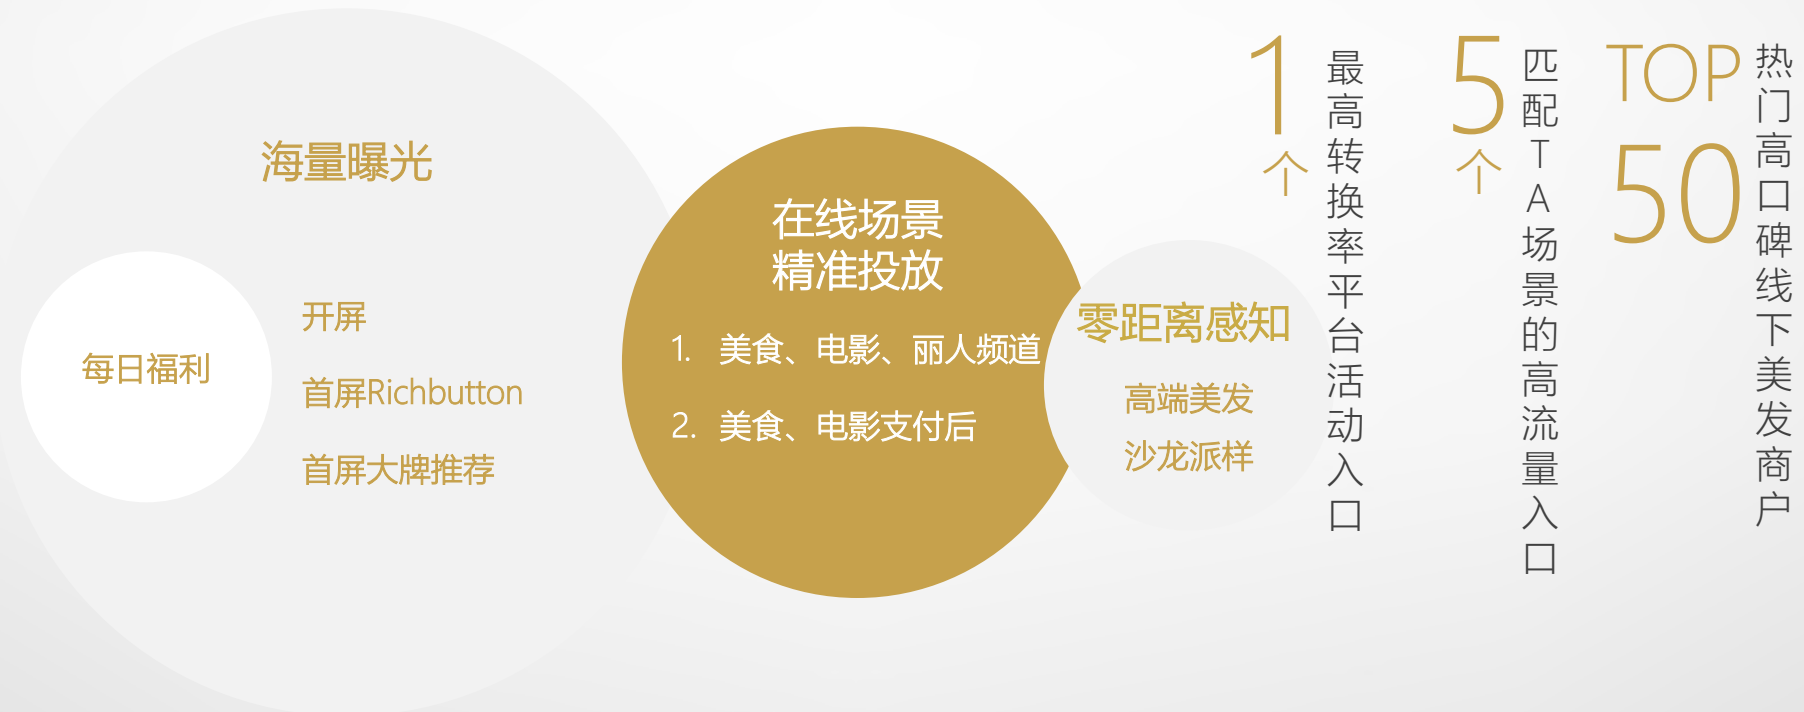 海量曝光
每日福利
开屏
首屏Richbutton
首屏大牌推荐
在线场景
精准投放
1. 美食、电影、丽人频道
2. 美食、电影支付后
零距离感知
高端美发
沙龙派样
1个
最高转换率平台活动入口
5个
匹配TA场景的高流量入口
TOP
50
热门高口碑线下美发商户